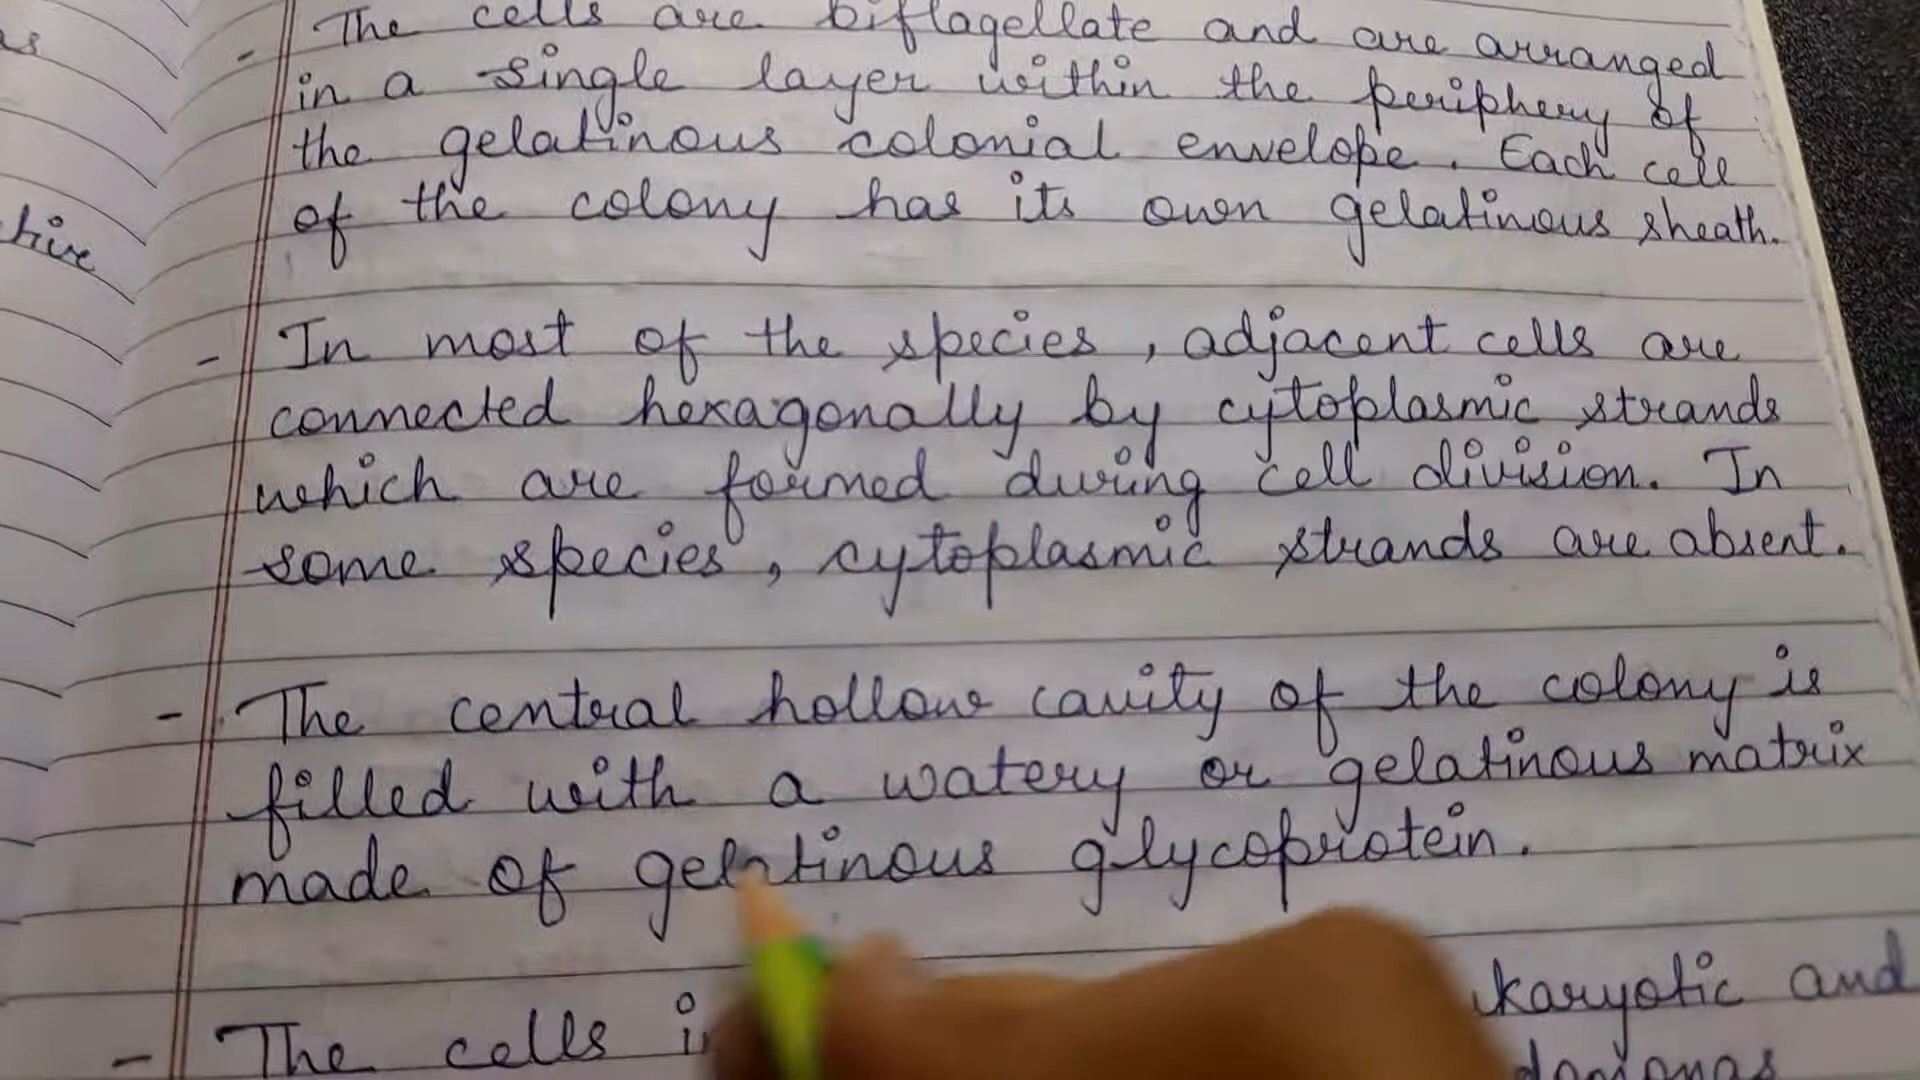 as
tive
- The cells are biflagellate and are arranged
in a single layer within the periphery of
the gelatinous colonial envelope. Each cell
of the colony has its own gelatinous sheath.
- In most of the species, adjacent cells are
connected hexagonally by cytoplasmic strands
which are formed during cell division. In
some species, cytoplasmic strands are absent.
- The central hollow cavity of the colony is
filled with a watery or gelatinous matrix
made of gelatinous glycoprotein.
- The cells karyotic and